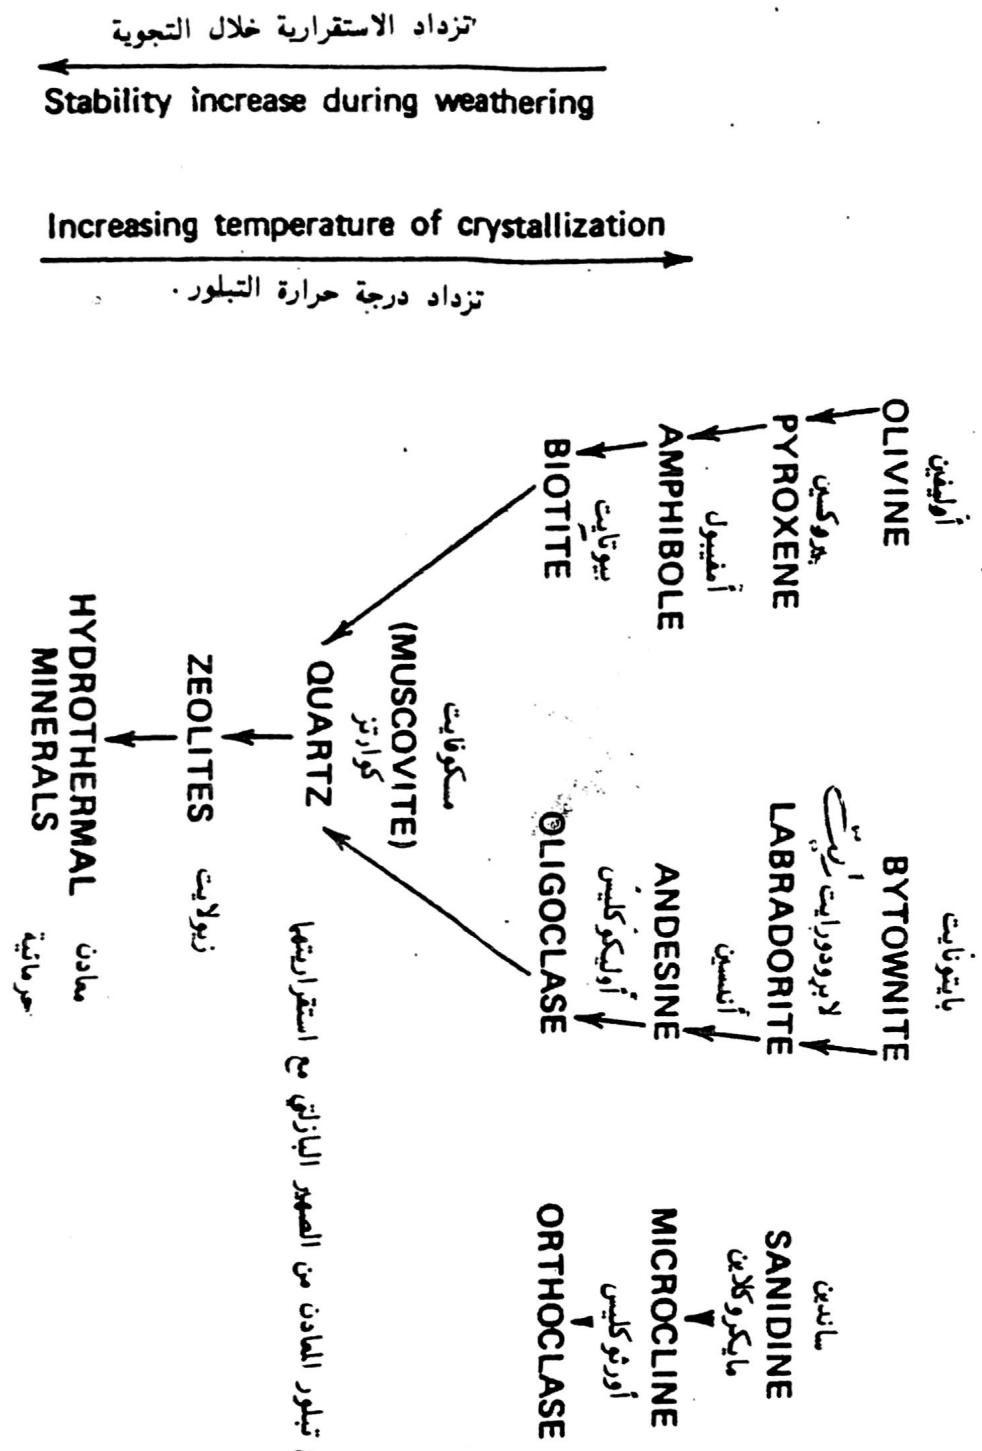 تزداد الاستقرارية خلال التجوية
Stability increase during weathering
Increasing temperature of crystallization
تزداد درجة حرارة التبلور .
OLIVINE
أوليفين
PYROXENE
بيروكسين
AMPHIBOLE
أمفيبول
BIOTITE
بيوتايت
BYTOWNITE
بايتونايت
LABRADORITE
لابرودورايت
ANDESINE
أندسين
OLIGOCLASE
أوليكوكليس
SANIDINE
ساندين
MICROCLINE
مايكروكلاين
ORTHOCLASE
أورثوكليس
(MUSCOVITE)
مسكوفايت
QUARTZ
كوارتز
ZEOLITES
زيولايت
HYDROTHERMAL
MINERALS
معادن
حرمائية
تبلور المعادن من الصهير البازلتي مع استقراريتها